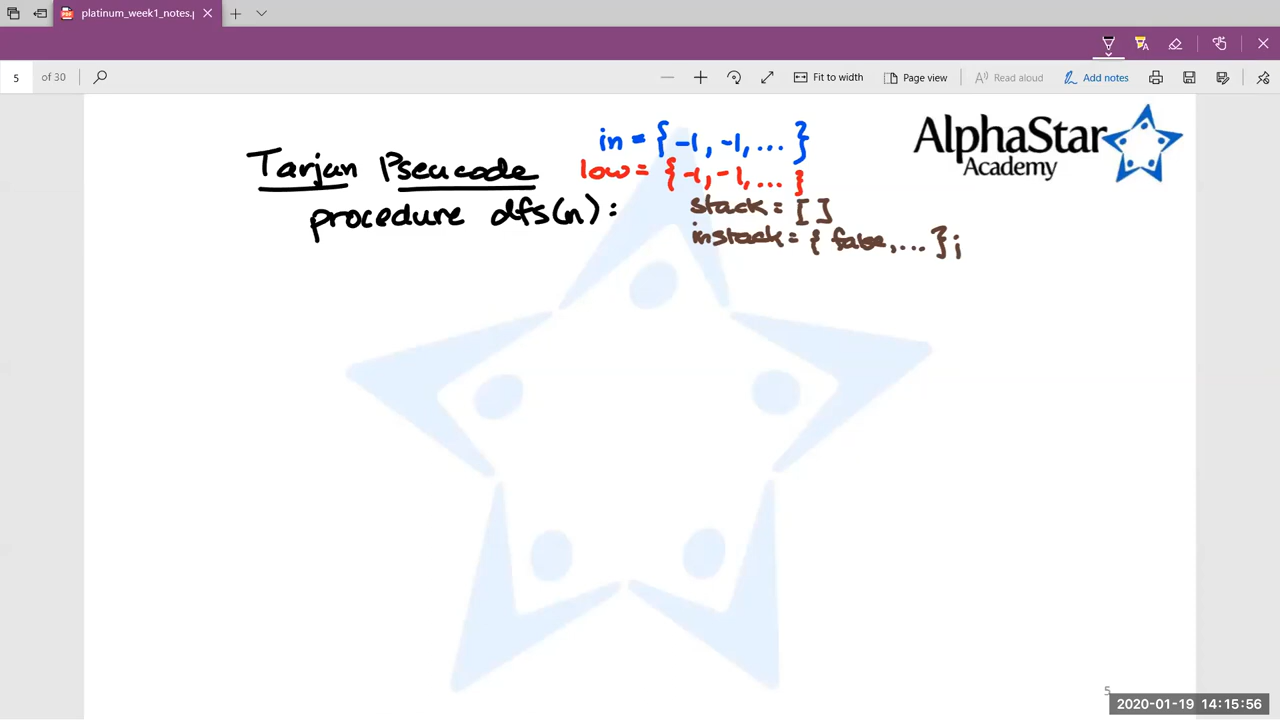 platinum_week1_notes.p
5 of 30
Fit to width
Page view
Read aloud
Add notes
AlphaStar
Academy
in = {-1, -1, ... }
Tarjan Pseucode
low = {-1, -1, ... }
procedure dfs(n):
stack = [ ]
instack = { false, ... };
5
2020-01-19 14:15:56